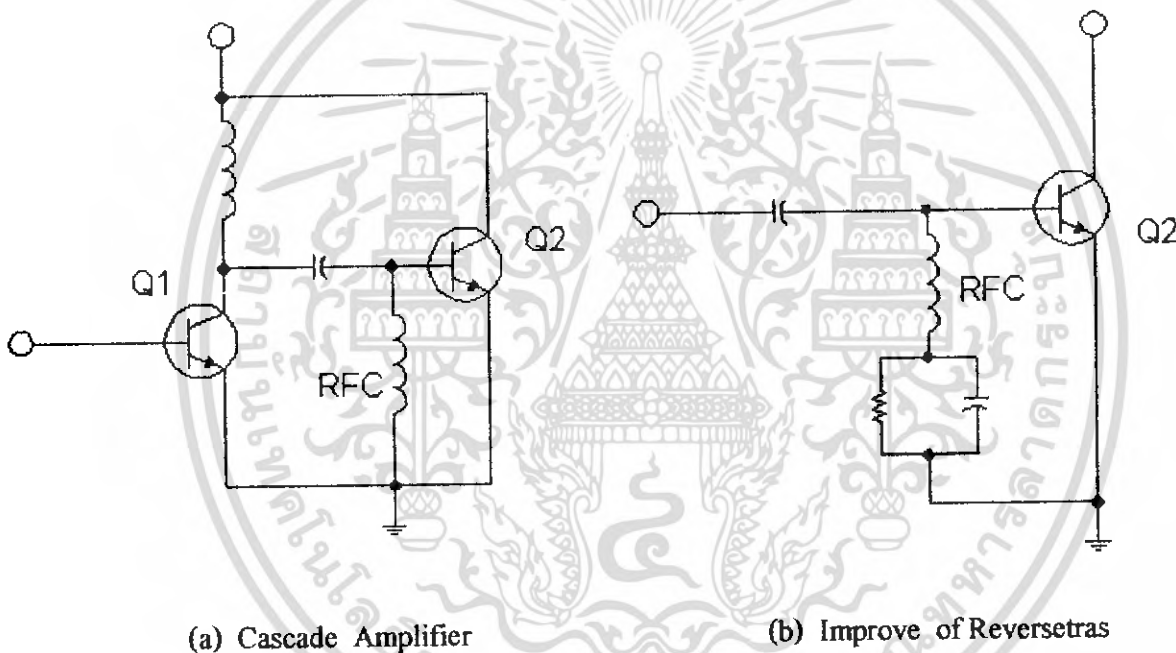 Q1
Q2
RFC
Q2
RFC
(a) Cascade Amplifier
(b) Improve of Reversetras